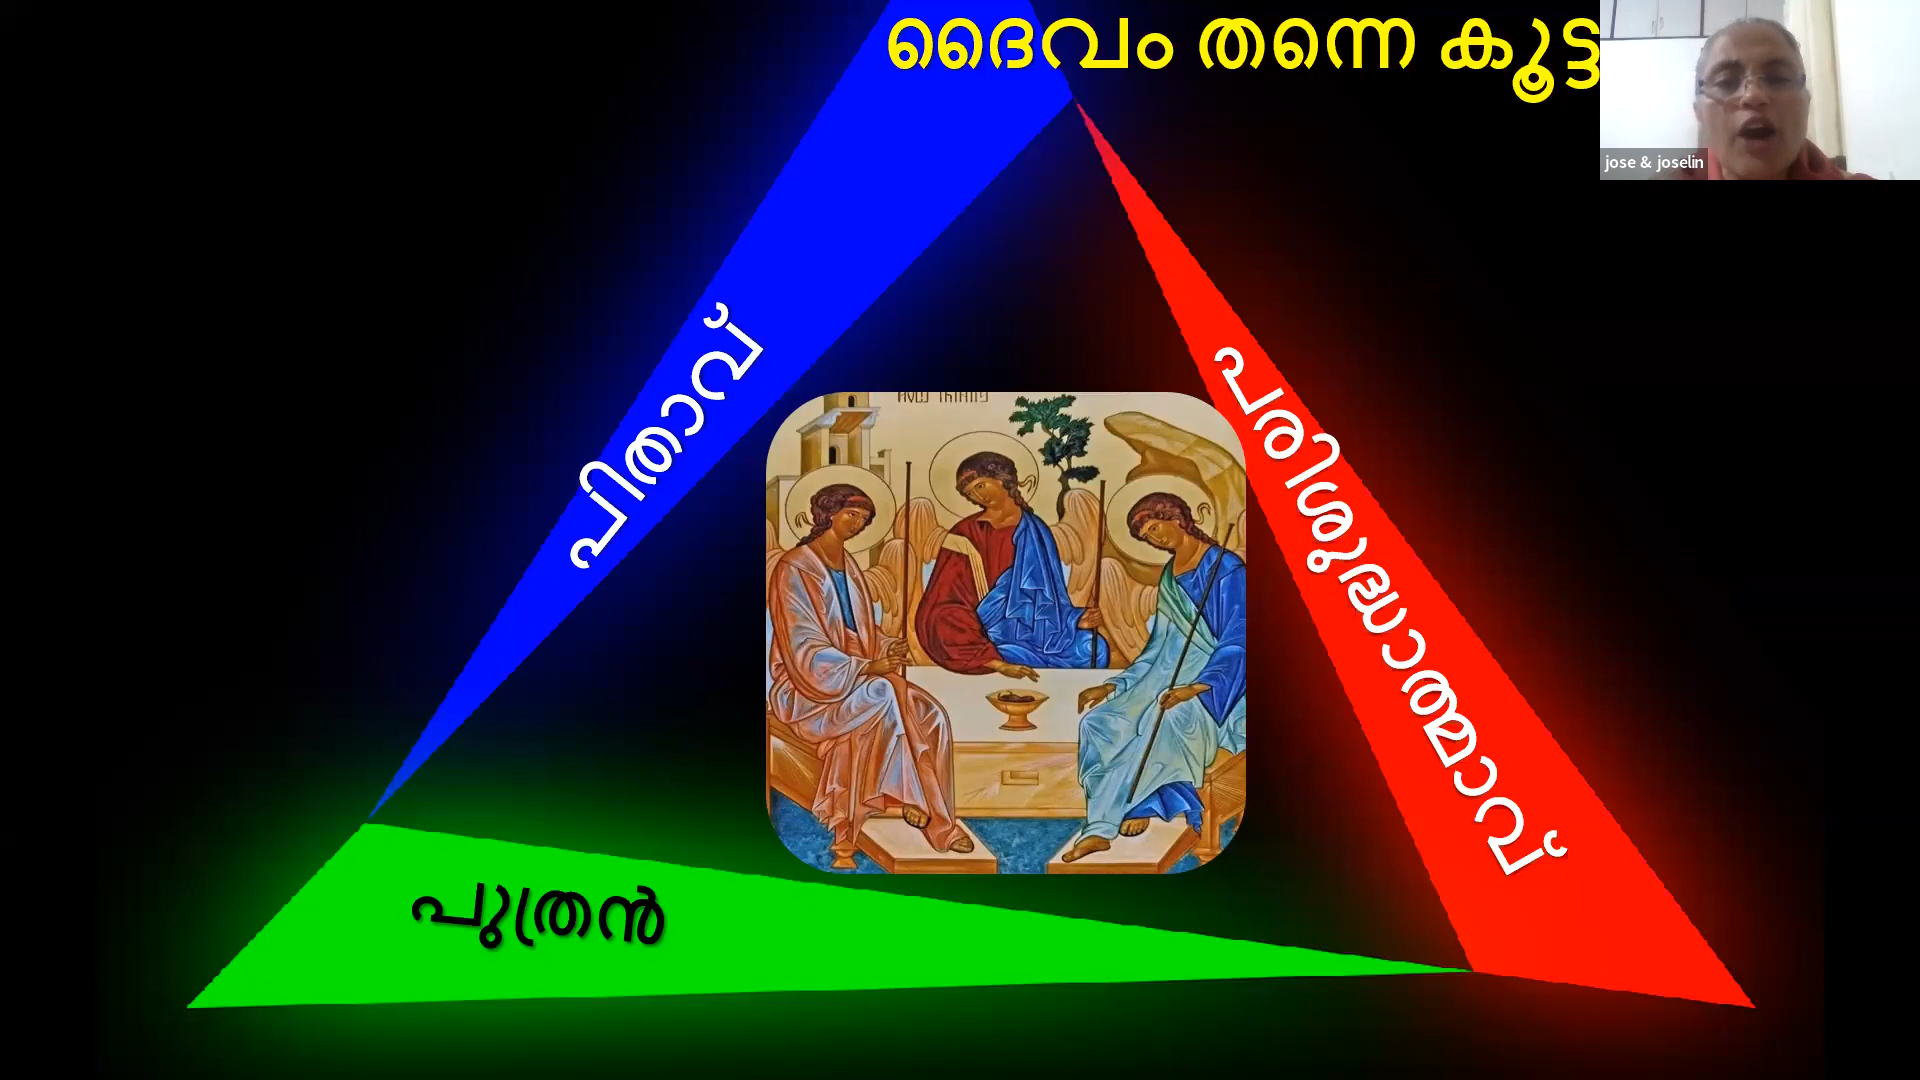 ദൈവം തന്നെ
jose & joselin
പിതാവ്
പരിശുദ്ധാത്മാവ്
പുത്രൻ